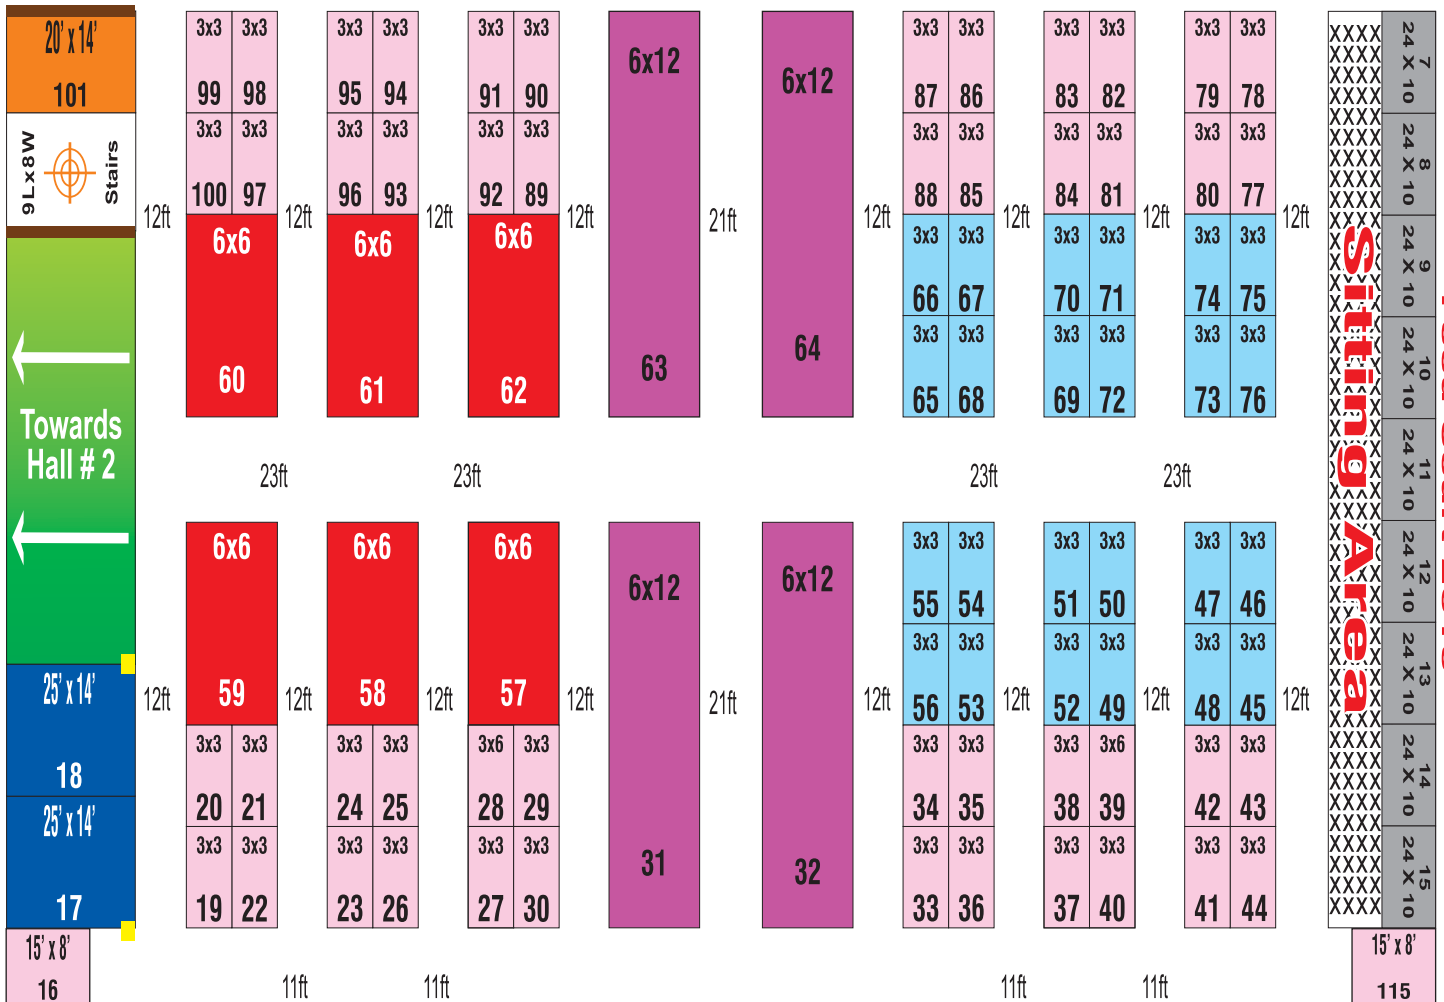 20' x 14'
101
9Lx8W
Stairs
Towards
Hall # 2
25' x 14'
18
25' x 14'
17
15' x 8'
16
3x3 3x3 3x3 3x3 3x3 3x3 6x12 6x12 3x3 3x3 3x3 3x3 3x3 3x3
99 98 95 94 91 90 87 86 83 82 79 78
3x3 3x3 3x3 3x3 3x3 3x3 3x3 3x3 3x3 3x3 3x3 3x3
100 97 96 93 92 89 88 85 84 81 80 77
12ft 12ft 12ft 12ft 21ft 12ft 12ft 12ft 12ft
6x6 6x6 6x6 3x3 3x3 3x3 3x3 3x3 3x3
66 67 70 71 74 75
3x3 3x3 3x3 3x3 3x3 3x3
60 61 62 63 64 65 68 69 72 73 76
23ft 23ft 23ft 23ft
6x6 6x6 6x6 6x12 6x12 3x3 3x3 3x3 3x3 3x3 3x3
55 54 51 50 47 46
3x3 3x3 3x3 3x3 3x3 3x3
59 58 57 56 53 52 49 48 45
12ft 12ft 12ft 12ft 21ft 12ft 12ft 12ft 12ft
3x3 3x3 3x3 3x3 3x6 3x3 3x3 3x3 3x3 3x6 3x3 3x3
20 21 24 25 28 29 34 35 38 39 42 43
3x3 3x3 3x3 3x3 3x3 3x3 3x3 3x3 3x3 3x3 3x3 3x3
19 22 23 26 27 30 31 32 33 36 37 40 41 44
11ft 11ft 11ft 11ft
Sitting Area
7
24 X 10
8
24 X 10
9
24 X 10
10
24 X 10
11
24 X 10
12
24 X 10
13
24 X 10
14
24 X 10
15
24 X 10
15' x 8'
115